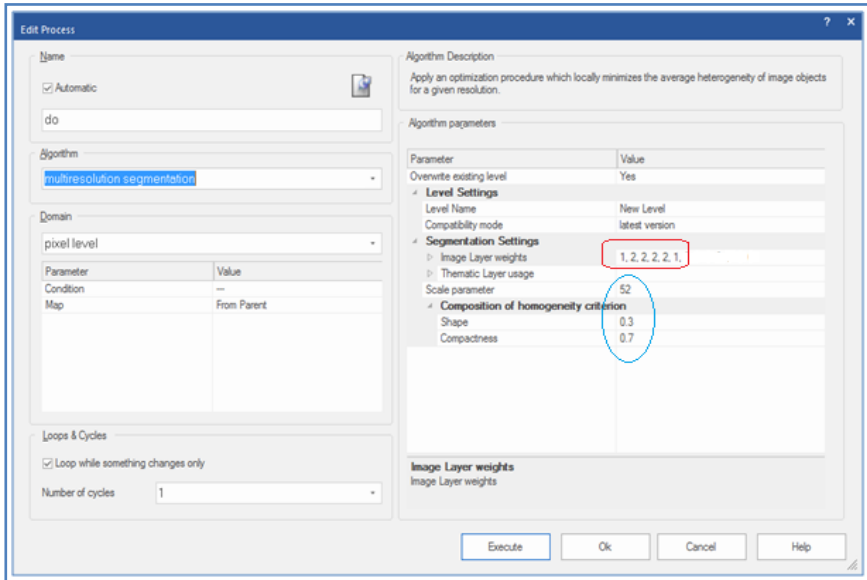 Edit Process
? ×
Name
Automatic
do
Algorithm
multiresolution segmentation
Domain
pixel level
Parameter Value
Condition ---
Map From Parent
Loops & Cycles
Loop while something changes only
Number of cycles 1
Algorithm Description
Apply an optimization procedure which locally minimizes the average heterogeneity of image objects
for a given resolution.
Algorithm parameters
Parameter Value
Overwrite existing level Yes
Level Settings
Level Name New Level
Compatibility mode latest version
Segmentation Settings
Image Layer weights 1, 2, 2, 2, 2, 1,
Thematic Layer usage
Scale parameter 52
Composition of homogeneity criterion
Shape 0.3
Compactness 0.7
Image Layer weights
Image Layer weights
Execute Ok Cancel Help